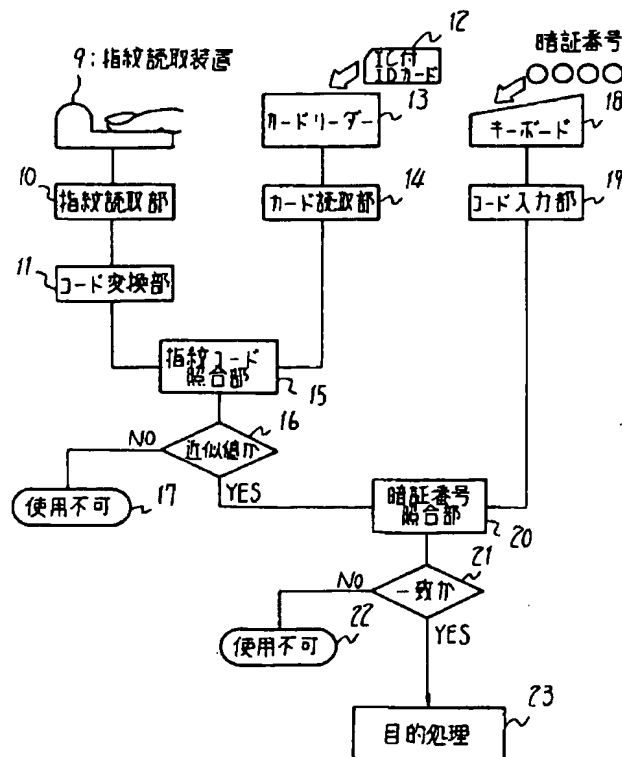 9:指紋読取装置
12
IC付
IDカード
暗証番号
13
カードリーダー
18
キーボード
10
指紋読取部
14
カード読取部
19
コード入力部
11
コード変換部
指紋コード
照合部
15
16
近似値か
NO
YES
17
使用不可
暗証番号
照合部
20
21
一致か
NO
YES
22
使用不可
23
目的処理